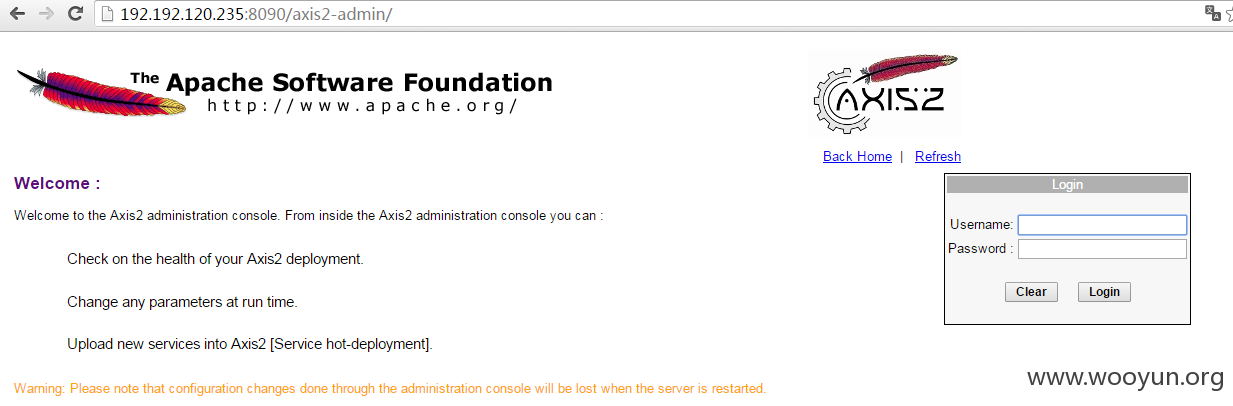 192.192.120.235:8090/axis2-admin/
The Apache Software Foundation
http://www.apache.org/
AXIS2
Back Home | Refresh
Welcome :
Login
Welcome to the Axis2 administration console. From inside the Axis2 administration console you can :
Username:
Password :
Check on the health of your Axis2 deployment.
Clear Login
Change any parameters at run time.
Upload new services into Axis2 [Service hot-deployment].
Warning: Please note that configuration changes done through the administration console will be lost when the server is restarted.
www.wooyun.org